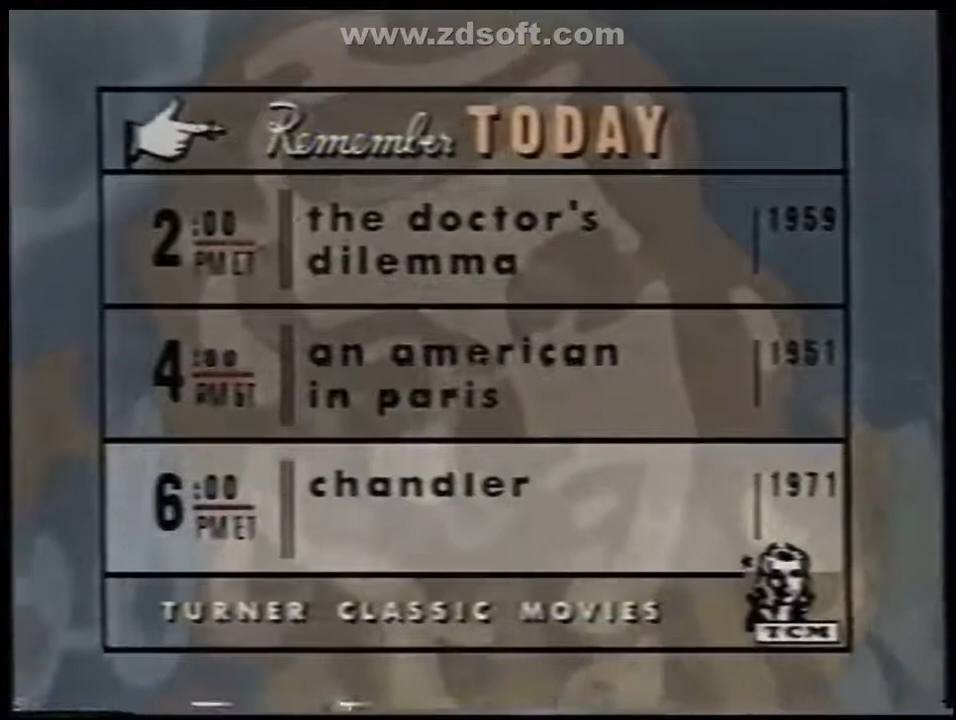 www.zdsoft.com
Remember TODAY
2:00 PM ET
the doctor's dilemma
1959
4:00 PM ET
an american in paris
1951
6:00 PM ET
chandler
1971
TURNER CLASSIC MOVIES
TCM